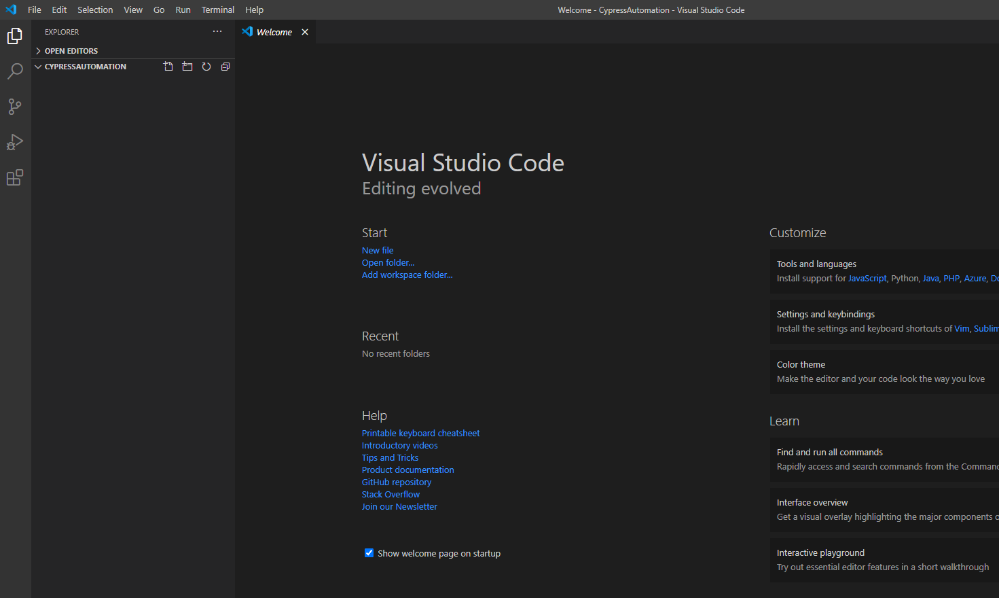 File Edit Selection View Go Run Terminal Help
Welcome - CypressAutomation - Visual Studio Code
EXPLORER
OPEN EDITORS
CYPRESSAUTOMATION
Welcome
Visual Studio Code
Editing evolved
Start
New file
Open folder...
Add workspace folder...
Recent
No recent folders
Help
Printable keyboard cheatsheet
Introductory videos
Tips and Tricks
Product documentation
GitHub repository
Stack Overflow
Join our Newsletter
Show welcome page on startup
Customize
Tools and languages
Install support for JavaScript, Python, Java, PHP, Azure, Do
Settings and keybindings
Install the settings and keyboard shortcuts of Vim, Sublim
Color theme
Make the editor and your code look the way you love
Learn
Find and run all commands
Rapidly access and search commands from the Comman
Interface overview
Get a visual overlay highlighting the major components o
Interactive playground
Try out essential editor features in a short walkthrough